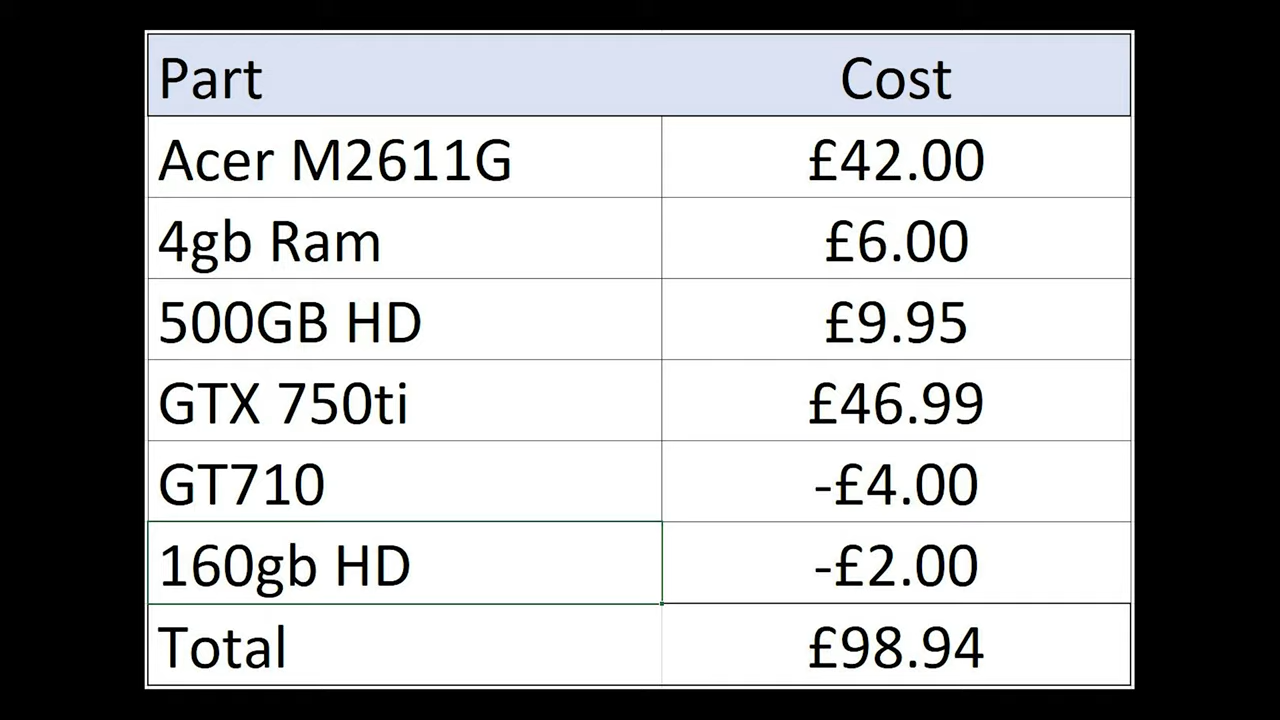 Part Cost
Acer M2611G £42.00
4gb Ram £6.00
500GB HD £9.95
GTX 750ti £46.99
GT710 -£4.00
160gb HD -£2.00
Total £98.94